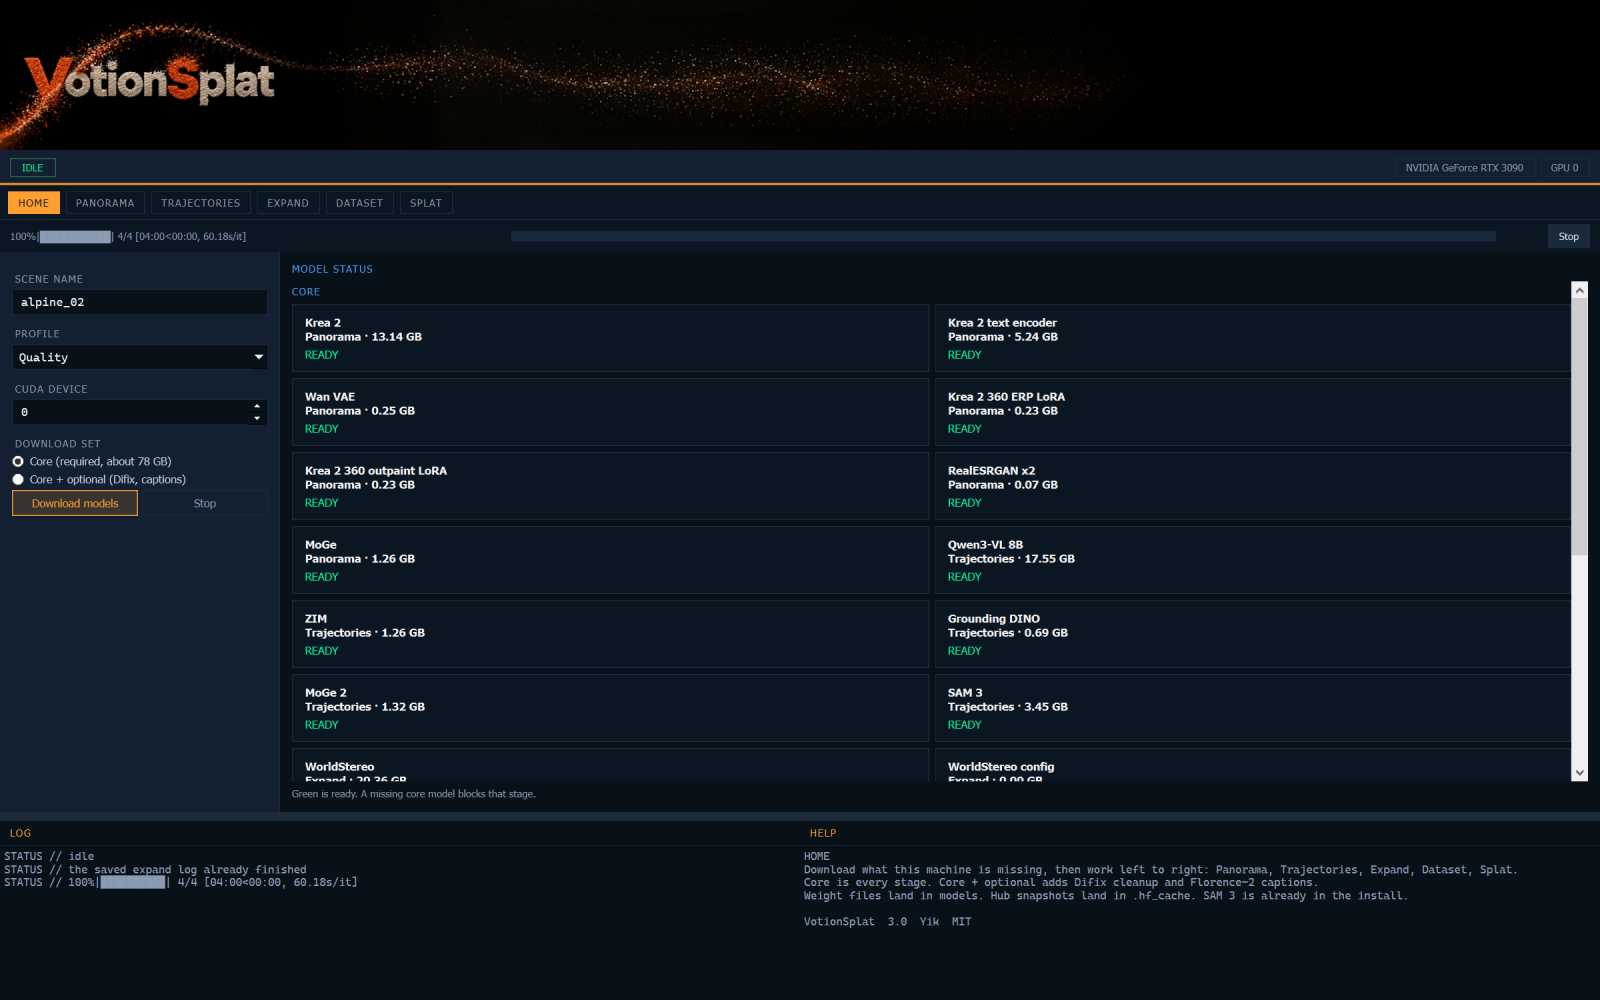 VotionSplat
IDLE
NVIDIA GeForce RTX 3090
GPU 0
HOME
PANORAMA
TRAJECTORIES
EXPAND
DATASET
SPLAT
100%|██████████| 4/4 [04:00<00:00, 60.18s/it]
Stop
SCENE NAME
alpine_02
PROFILE
Quality
CUDA DEVICE
0
DOWNLOAD SET
Core (required, about 78 GB)
Core + optional (Difix, captions)
Download models
Stop
MODEL STATUS
CORE
Krea 2
Panorama · 13.14 GB
READY
Krea 2 text encoder
Panorama · 5.24 GB
READY
Wan VAE
Panorama · 0.25 GB
READY
Krea 2 360 ERP LoRA
Panorama · 0.23 GB
READY
Krea 2 360 outpaint LoRA
Panorama · 0.23 GB
READY
RealESRGAN x2
Panorama · 0.07 GB
READY
MoGe
Panorama · 1.26 GB
READY
Qwen3-VL 8B
Trajectories · 17.55 GB
READY
ZIM
Trajectories · 1.26 GB
READY
Grounding DINO
Trajectories · 0.69 GB
READY
MoGe 2
Trajectories · 1.32 GB
READY
SAM 3
Trajectories · 3.45 GB
READY
WorldStereo
Expand · 20.36 GB
WorldStereo config
Expand · 0.00 GB
Green is ready. A missing core model blocks that stage.
LOG
STATUS // idle
STATUS // the saved expand log already finished
STATUS // 100%|██████████| 4/4 [04:00<00:00, 60.18s/it]
HELP
HOME
Download what this machine is missing, then work left to right: Panorama, Trajectories, Expand, Dataset, Splat.
Core is every stage. Core + optional adds Difix cleanup and Florence-2 captions.
Weight files land in models. Hub snapshots land in .hf_cache. SAM 3 is already in the install.
VotionSplat  3.0  Yik  MIT